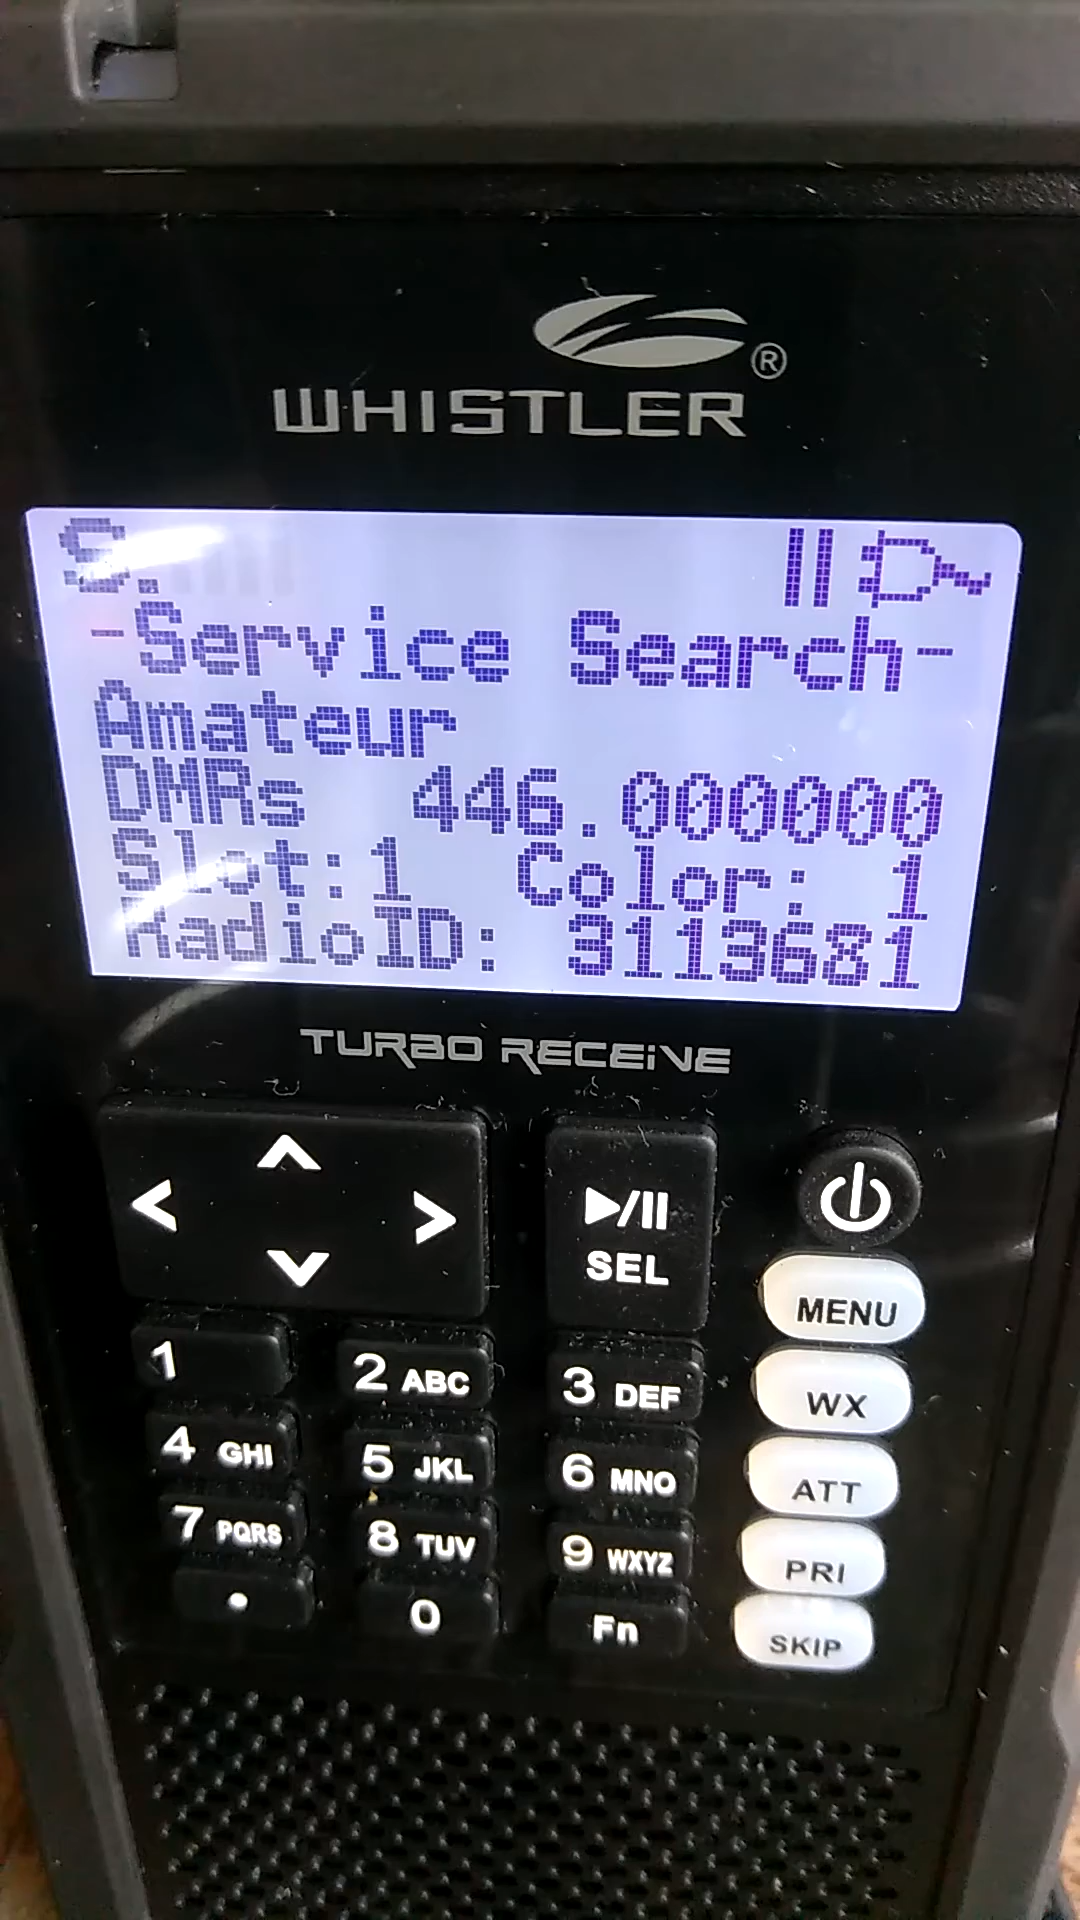 WHISTLER®
S.
-Service Search-
Amateur
DMRs 446.000000
Slot:1 Color: 1
RadioID: 3113681
TURBO RECEIVE
SEL
MENU
1 2 ABC 3 DEF
WX
4 GHI 5 JKL 6 MNO
ATT
7 PQRS 8 TUV 9 WXYZ
PRI
. 0 Fn
SKIP